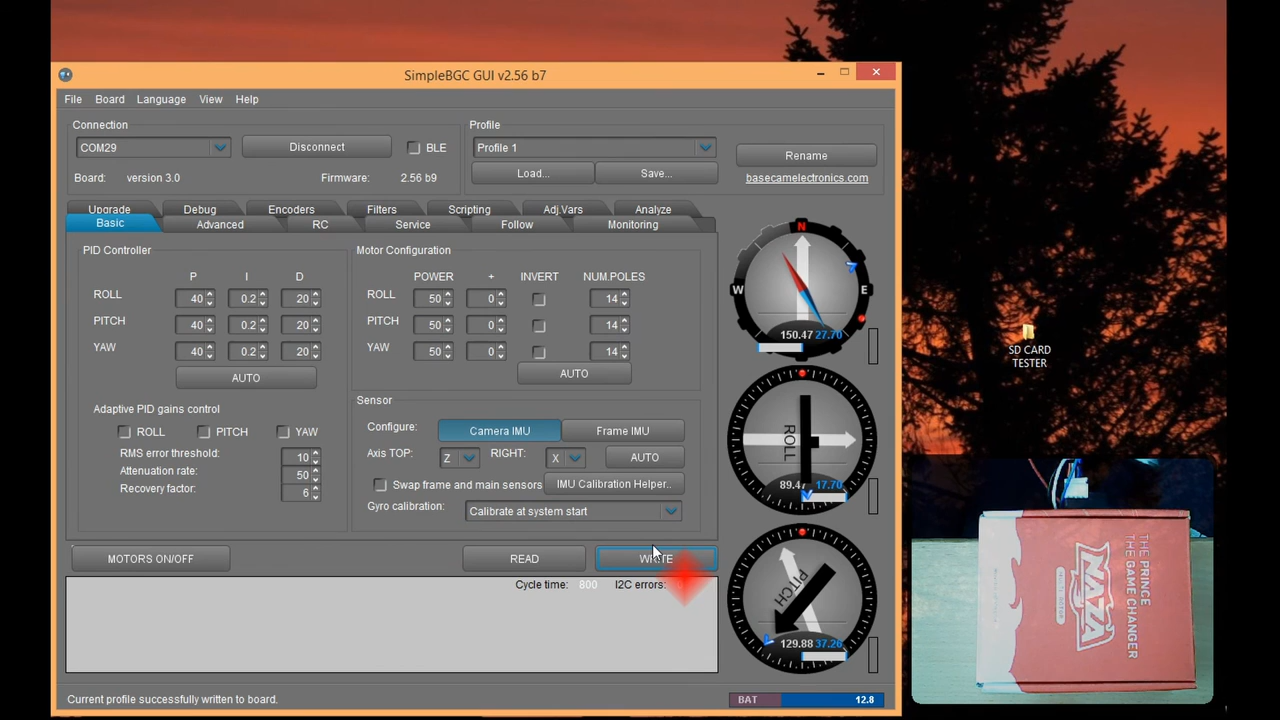 SimpleBGC GUI v2.56 b7
File Board Language View Help
Connection
COM29
Disconnect
BLE
Board: version 3.0
Firmware: 2.56 b9
Profile
Profile 1
Load...
Save...
Rename
basecamelectronics.com
Upgrade Debug Encoders Filters Scripting Adj.Vars Analyze
Basic Advanced RC Service Follow Monitoring
PID Controller
P I D
ROLL 40 0.2 20
PITCH 40 0.2 20
YAW 40 0.2 20
AUTO
Adaptive PID gains control
ROLL PITCH YAW
RMS error threshold: 10
Attenuation rate: 50
Recovery factor: 6
Motor Configuration
POWER + INVERT NUM.POLES
ROLL 50 0 14
PITCH 50 0 14
YAW 50 0 14
AUTO
Sensor
Configure: Camera IMU Frame IMU
Axis TOP: Z RIGHT: X AUTO
Swap frame and main sensors IMU Calibration Helper..
Gyro calibration: Calibrate at system start
MOTORS ON/OFF
READ
WRITE
Cycle time: 800 I2C errors:
Current profile successfully written to board.
BAT 12.8
N
W E
150.47 27.70
ROLL
89.47 17.70
PITCH
129.88 37.26
SD CARD
TESTER
THE PRINCE
THE GAME CHANGER
NAZA